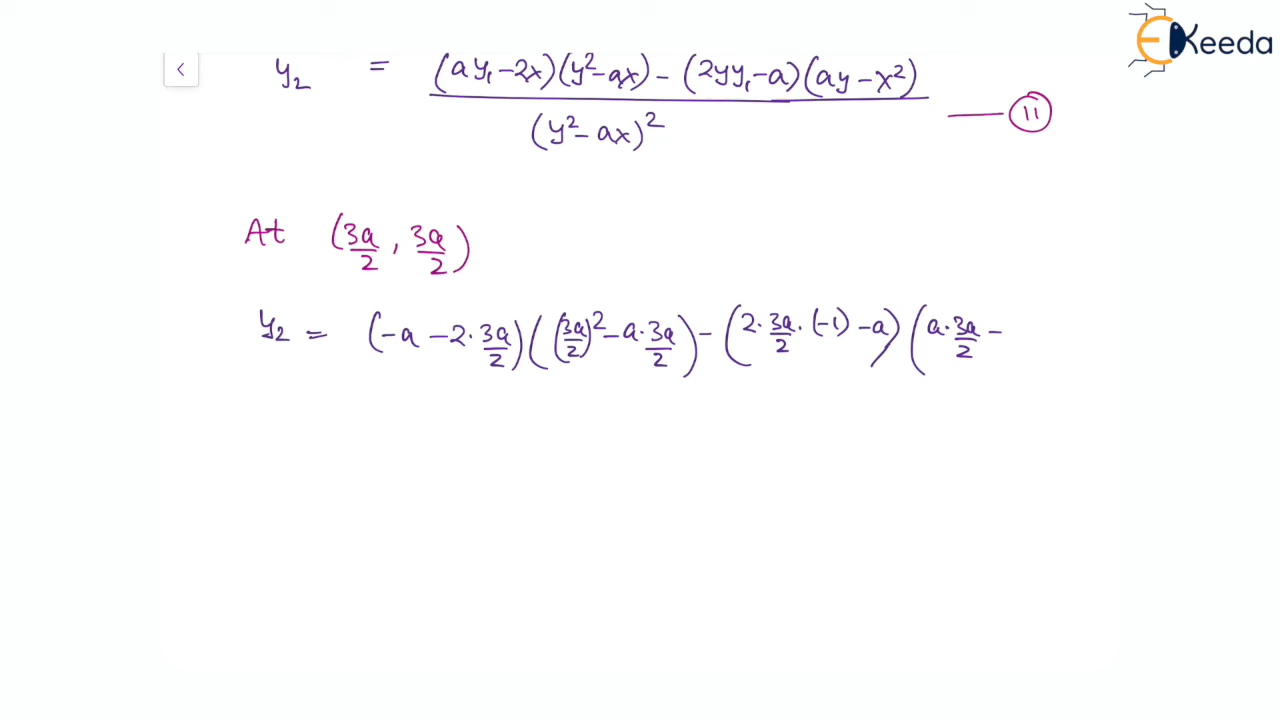 EKeeda
<
y₂ = (ay₁-2x)(y²-ax) - (2yy₁-a)(ay-x²)
(y²-ax)²
— 11
At (3a/2, 3a/2)
y₂ = (-a -2·3a/2)((3a/2)² -a·3a/2) - (2·3a/2·(-1) -a)(a·3a/2 -